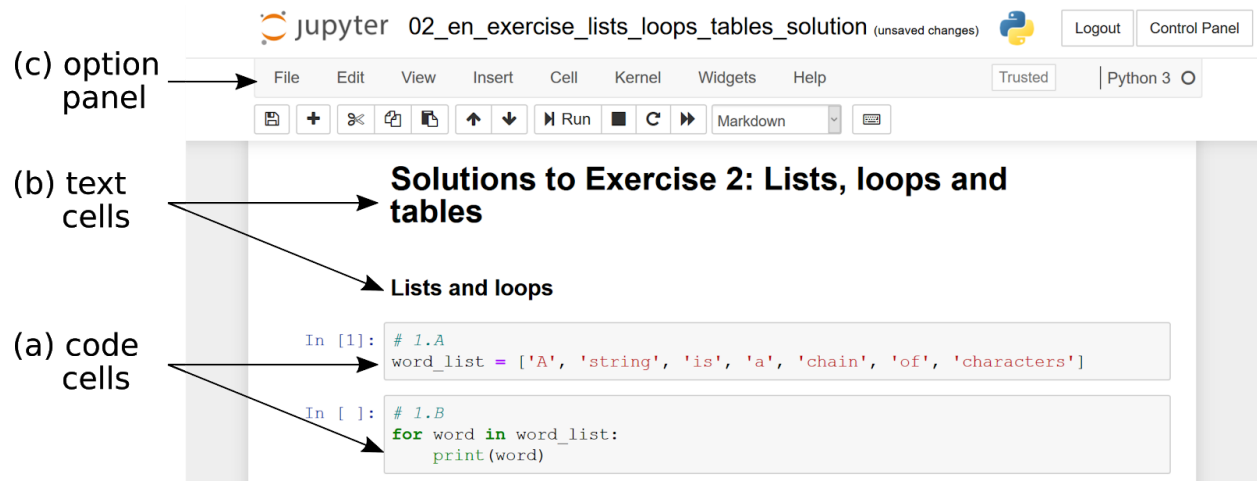 jupyter 02_en_exercise_lists_loops_tables_solution (unsaved changes) Logout Control Panel
(c) option
panel
File Edit View Insert Cell Kernel Widgets Help Trusted Python 3
Run Markdown
(b) text
cells
Solutions to Exercise 2: Lists, loops and
tables
Lists and loops
(a) code
cells
In [1]: # 1.A
word_list = ['A', 'string', 'is', 'a', 'chain', 'of', 'characters']
In [ ]: # 1.B
for word in word_list:
    print(word)